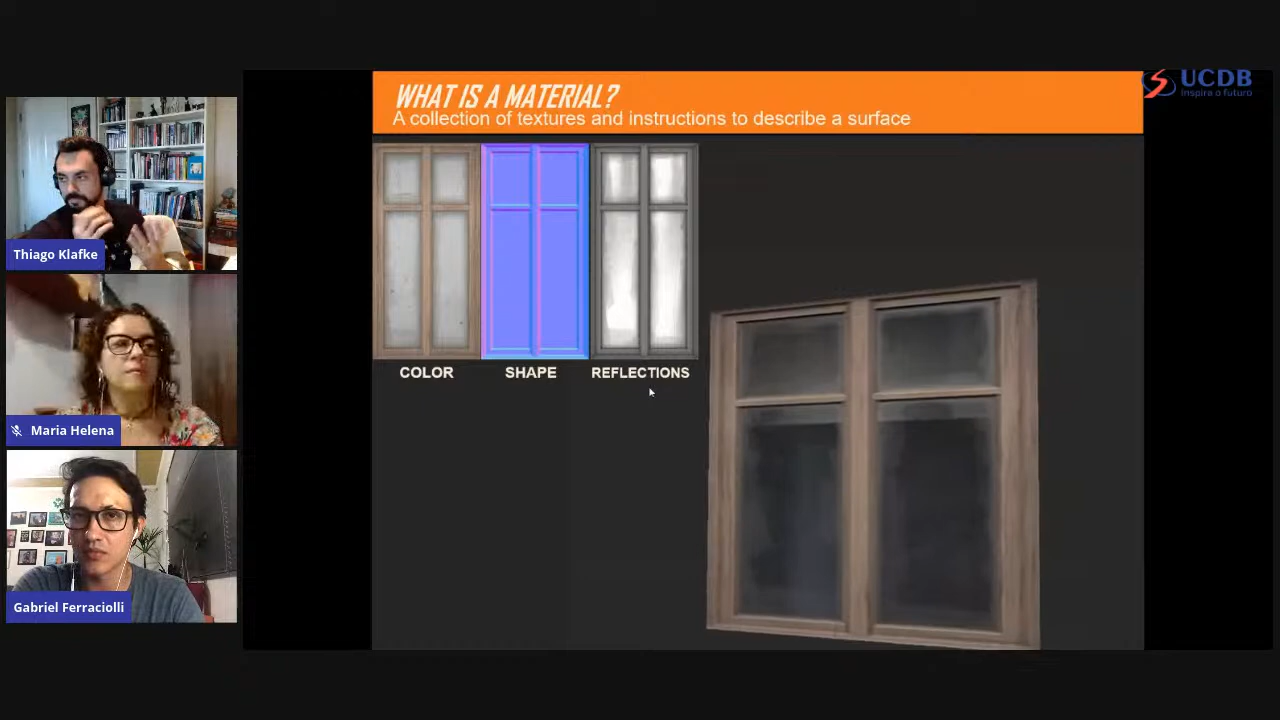 WHAT IS A MATERIAL?
A collection of textures and instructions to describe a surface
UCDB
Inspira o futuro
Thiago Klafke
COLOR
SHAPE
REFLECTIONS
Maria Helena
Gabriel Ferraciolli